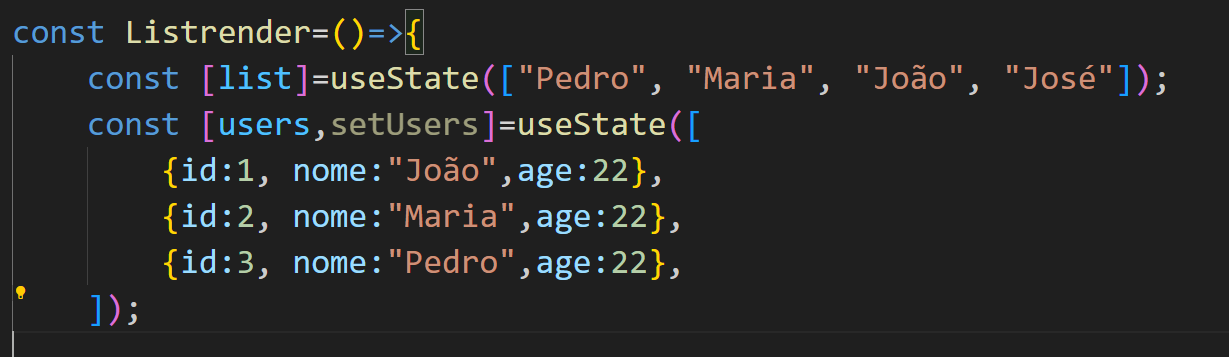 const Listrender=()=>{
    const [list]=useState(["Pedro", "Maria", "João", "José"]);
    const [users,setUsers]=useState([
        {id:1, nome:"João",age:22},
        {id:2, nome:"Maria",age:22},
        {id:3, nome:"Pedro",age:22},
    ]);